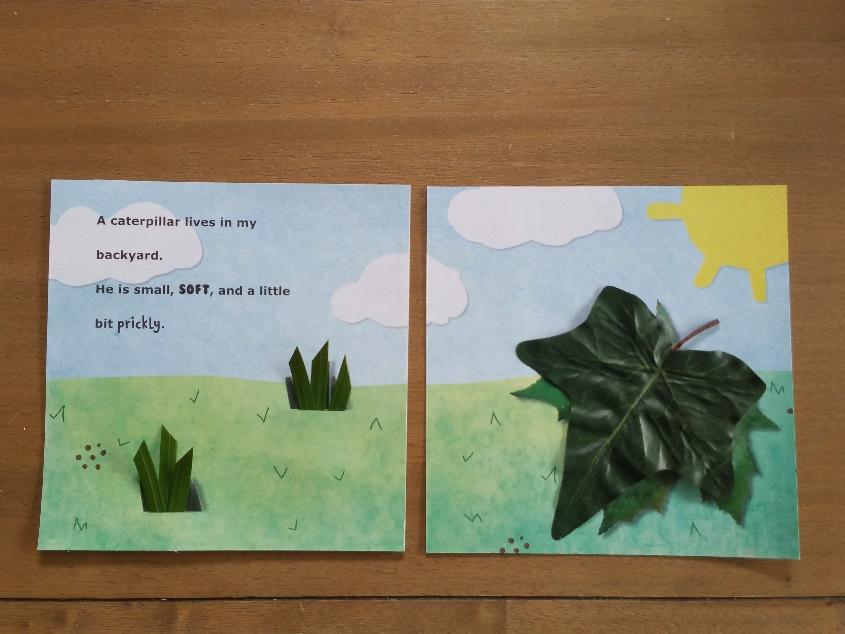 A caterpillar lives in my
backyard.
He is small, SOFT, and a little
bit prickly.